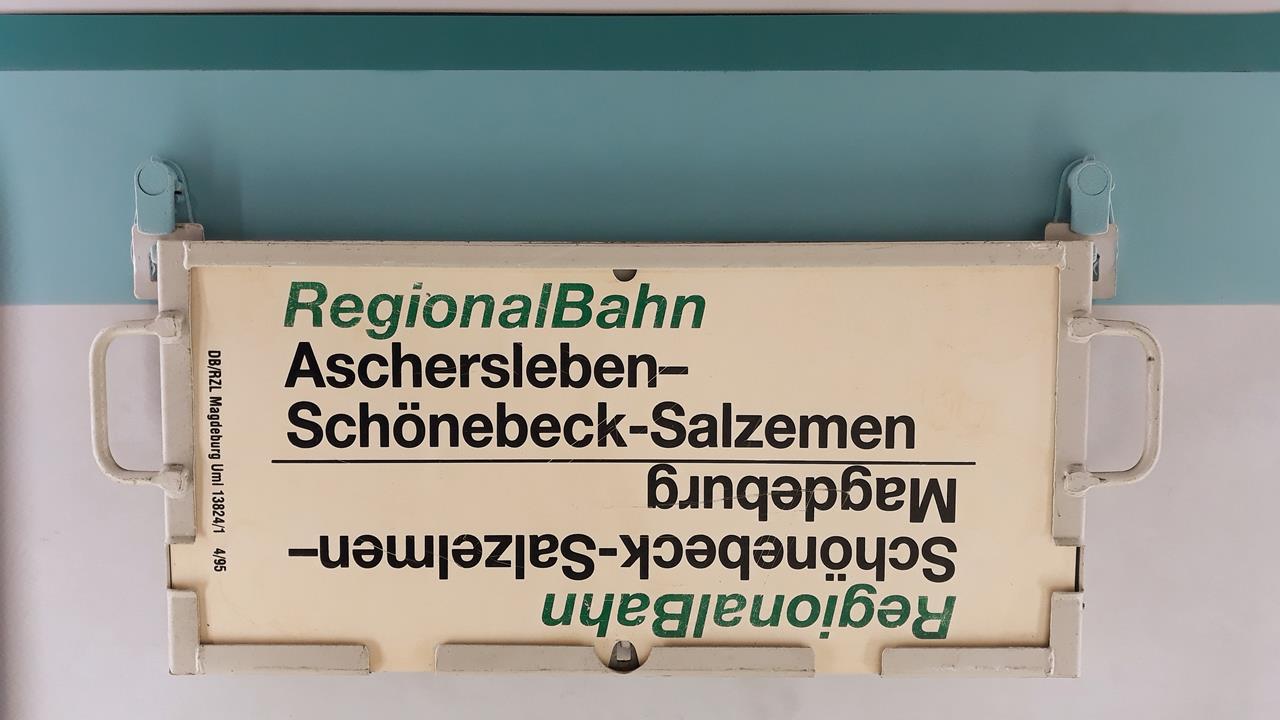 RegionalBahn
Aschersleben–
Schönebeck-Salzemen
RegionalBahn
Schönebeck-Salzelmen–
Magdeburg
DB/RZL Magdeburg Uml 13824/1 4/95